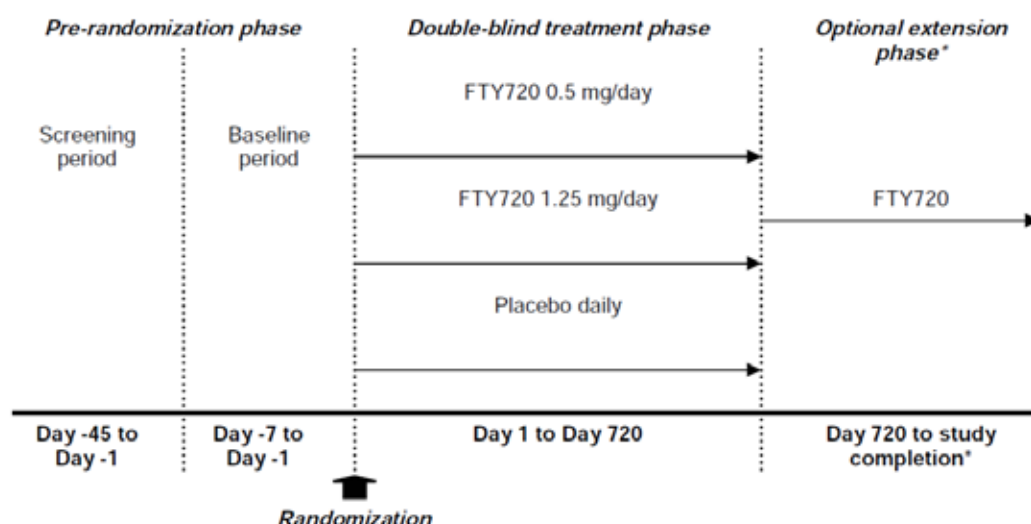 Pre-randomization phase
Double-blind treatment phase
Optional extension
phase*
Screening
period
Baseline
period
FTY720 0.5 mg/day
FTY720 1.25 mg/day
Placebo daily
FTY720
Day -45 to
Day -1
Day -7 to
Day -1
Day 1 to Day 720
Day 720 to study
completion*
Randomization